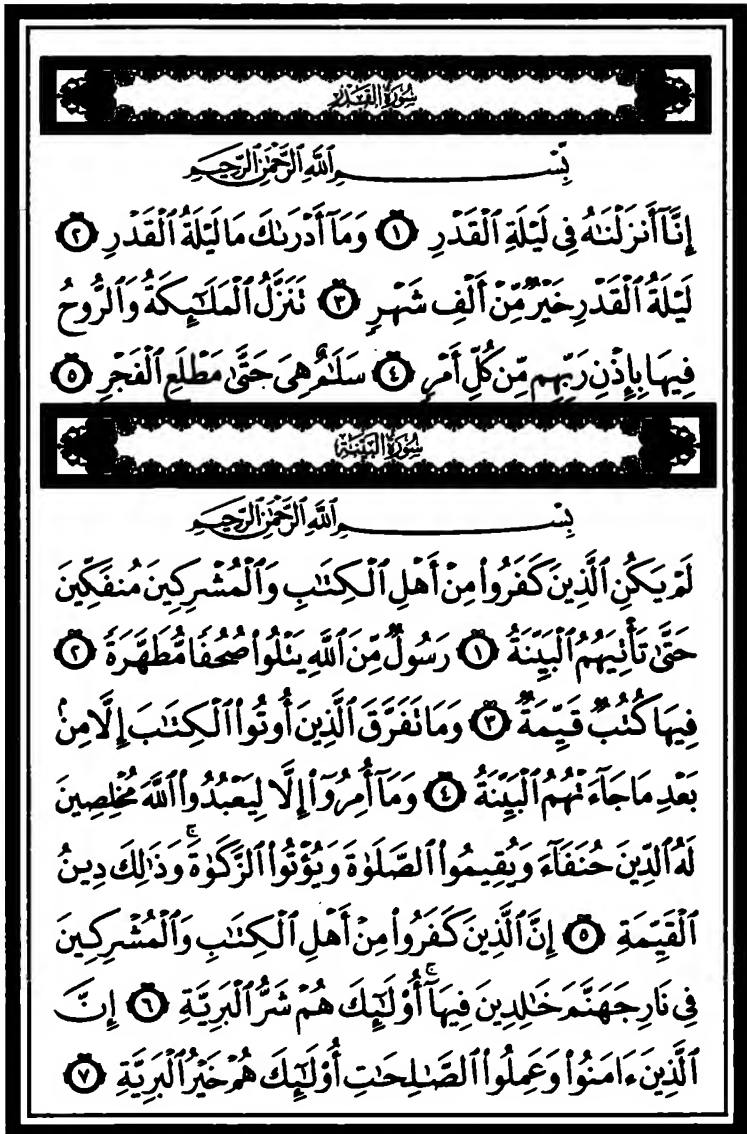 سُورَةُ القَدْرِ
بِسْمِ ٱللَّهِ ٱلرَّحْمَٰنِ ٱلرَّحِيمِ
إِنَّآ أَنزَلْنَٰهُ فِى لَيْلَةِ ٱلْقَدْرِ ١ وَمَآ أَدْرَىٰكَ مَا لَيْلَةُ ٱلْقَدْرِ ٢
لَيْلَةُ ٱلْقَدْرِ خَيْرٌ مِّنْ أَلْفِ شَهْرٍ ٣ تَنَزَّلُ ٱلْمَلَٰٓئِكَةُ وَٱلرُّوحُ
فِيهَا بِإِذْنِ رَبِّهِم مِّن كُلِّ أَمْرٍ ٤ سَلَٰمٌ هِىَ حَتَّىٰ مَطْلَعِ ٱلْفَجْرِ ٥
سُورَةُ البَيِّنَةِ
بِسْمِ ٱللَّهِ ٱلرَّحْمَٰنِ ٱلرَّحِيمِ
لَمْ يَكُنِ ٱلَّذِينَ كَفَرُوا۟ مِنْ أَهْلِ ٱلْكِتَٰبِ وَٱلْمُشْرِكِينَ مُنفَكِّينَ
حَتَّىٰ تَأْتِيَهُمُ ٱلْبَيِّنَةُ ١ رَسُولٌ مِّنَ ٱللَّهِ يَتْلُوا۟ صُحُفًا مُّطَهَّرَةً ٢
فِيهَا كُتُبٌ قَيِّمَةٌ ٣ وَمَا تَفَرَّقَ ٱلَّذِينَ أُوتُوا۟ ٱلْكِتَٰبَ إِلَّا مِنۢ
بَعْدِ مَا جَآءَتْهُمُ ٱلْبَيِّنَةُ ٤ وَمَآ أُمِرُوٓا۟ إِلَّا لِيَعْبُدُوا۟ ٱللَّهَ مُخْلِصِينَ
لَهُ ٱلدِّينَ حُنَفَآءَ وَيُقِيمُوا۟ ٱلصَّلَوٰةَ وَيُؤْتُوا۟ ٱلزَّكَوٰةَ ۚ وَذَٰلِكَ دِينُ
ٱلْقَيِّمَةِ ٥ إِنَّ ٱلَّذِينَ كَفَرُوا۟ مِنْ أَهْلِ ٱلْكِتَٰبِ وَٱلْمُشْرِكِينَ
فِى نَارِ جَهَنَّمَ خَٰلِدِينَ فِيهَآ ۚ أُو۟لَٰٓئِكَ هُمْ شَرُّ ٱلْبَرِيَّةِ ٦ إِنَّ
ٱلَّذِينَ ءَامَنُوا۟ وَعَمِلُوا۟ ٱلصَّٰلِحَٰتِ أُو۟لَٰٓئِكَ هُمْ خَيْرُ ٱلْبَرِيَّةِ ٧